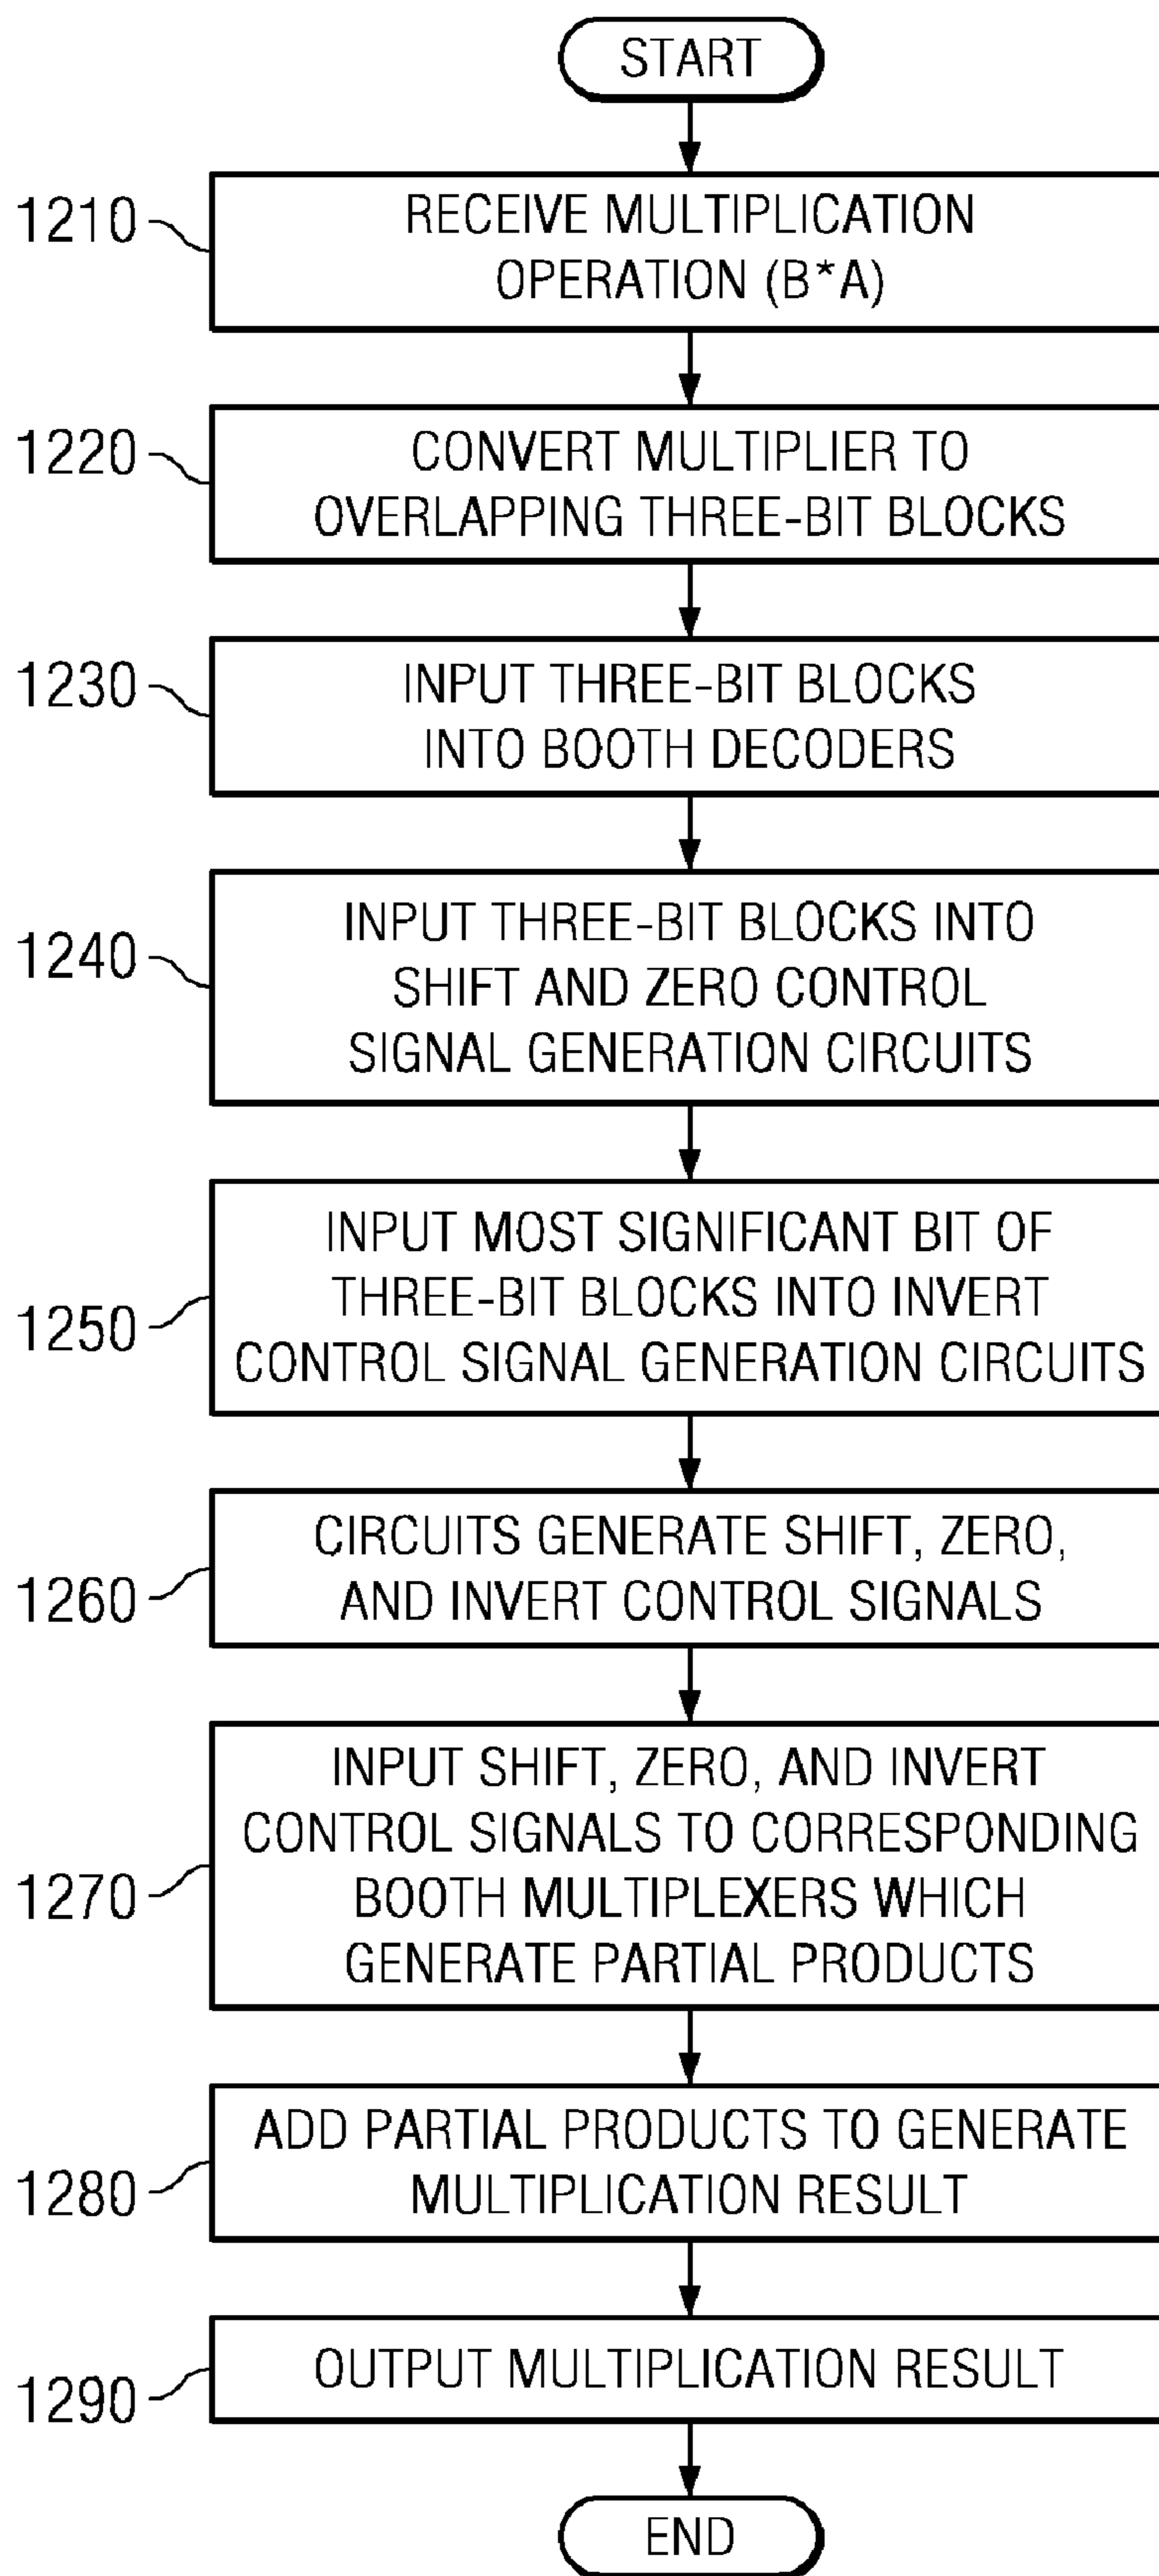 START
1210
RECEIVE MULTIPLICATION
OPERATION (B*A)
1220
CONVERT MULTIPLIER TO
OVERLAPPING THREE-BIT BLOCKS
1230
INPUT THREE-BIT BLOCKS
INTO BOOTH DECODERS
1240
INPUT THREE-BIT BLOCKS INTO
SHIFT AND ZERO CONTROL
SIGNAL GENERATION CIRCUITS
1250
INPUT MOST SIGNIFICANT BIT OF
THREE-BIT BLOCKS INTO INVERT
CONTROL SIGNAL GENERATION CIRCUITS
1260
CIRCUITS GENERATE SHIFT, ZERO,
AND INVERT CONTROL SIGNALS
1270
INPUT SHIFT, ZERO, AND INVERT
CONTROL SIGNALS TO CORRESPONDING
BOOTH MULTIPLEXERS WHICH
GENERATE PARTIAL PRODUCTS
1280
ADD PARTIAL PRODUCTS TO GENERATE
MULTIPLICATION RESULT
1290
OUTPUT MULTIPLICATION RESULT
END